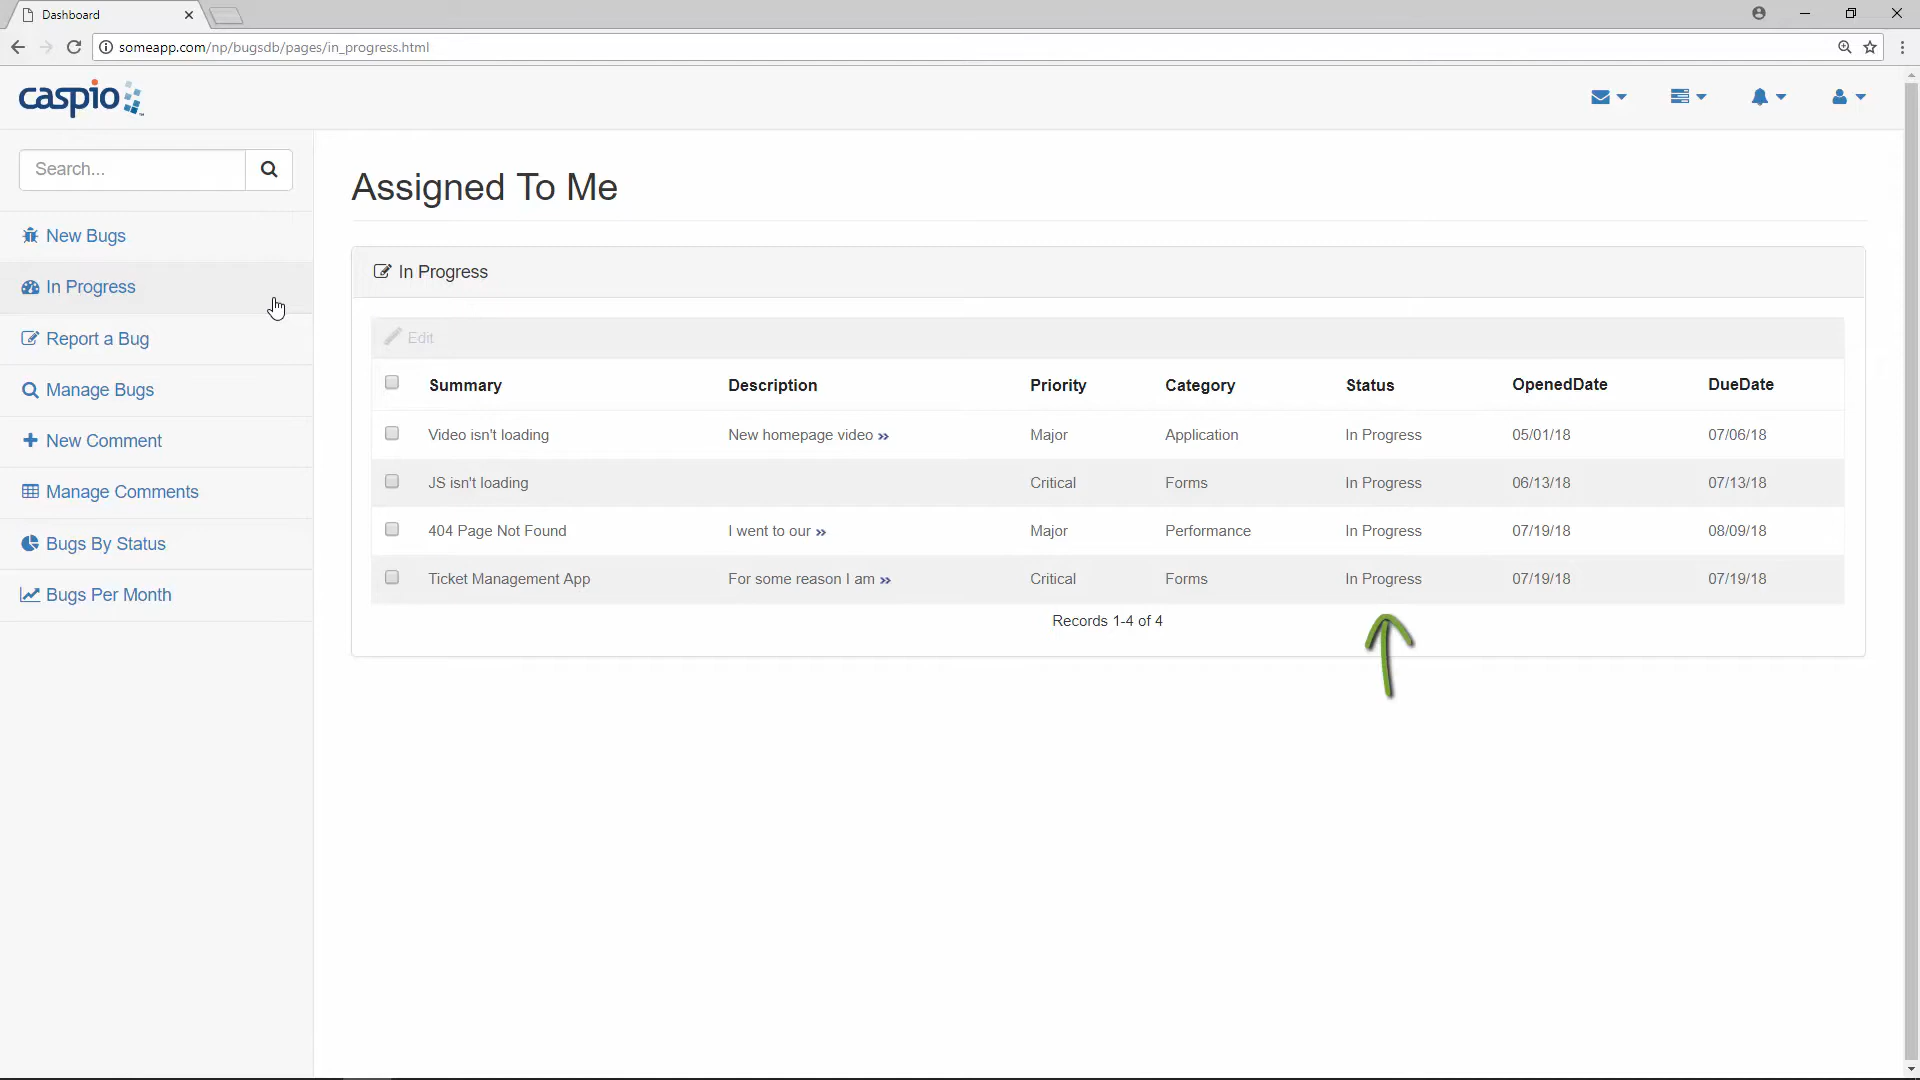 Dashboard
someapp.com/np/bugsdb/pages/in_progress.html
caspio
Search...
New Bugs
In Progress
Report a Bug
Manage Bugs
New Comment
Manage Comments
Bugs By Status
Bugs Per Month
Assigned To Me
In Progress
Edit
Summary Description Priority Category Status OpenedDate DueDate
Video isn't loading New homepage video » Major Application In Progress 05/01/18 07/06/18
JS isn't loading Critical Forms In Progress 06/13/18 07/13/18
404 Page Not Found I went to our » Major Performance In Progress 07/19/18 08/09/18
Ticket Management App For some reason I am » Critical Forms In Progress 07/19/18 07/19/18
Records 1-4 of 4